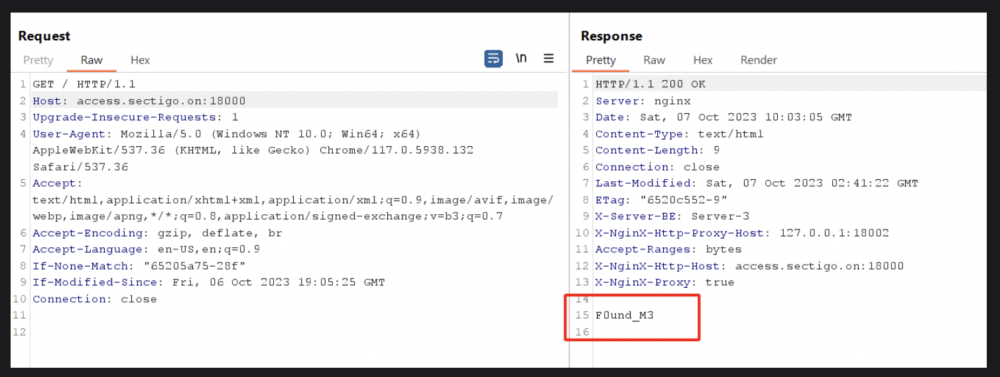 Request
Pretty Raw Hex
\n
1 GET / HTTP/1.1
2 Host: access.sectigo.on:18000
3 Upgrade-Insecure-Requests: 1
4 User-Agent: Mozilla/5.0 (Windows NT 10.0; Win64; x64)
AppleWebKit/537.36 (KHTML, like Gecko) Chrome/117.0.5938.132
Safari/537.36
5 Accept:
text/html,application/xhtml+xml,application/xml;q=0.9,image/avif,image/
webp,image/apng,*/*;q=0.8,application/signed-exchange;v=b3;q=0.7
6 Accept-Encoding: gzip, deflate, br
7 Accept-Language: en-US,en;q=0.9
8 If-None-Match: "65205a75-28f"
9 If-Modified-Since: Fri, 06 Oct 2023 19:05:25 GMT
10 Connection: close
11
12
Response
Pretty Raw Hex Render
1 HTTP/1.1 200 OK
2 Server: nginx
3 Date: Sat, 07 Oct 2023 10:03:05 GMT
4 Content-Type: text/html
5 Content-Length: 9
6 Connection: close
7 Last-Modified: Sat, 07 Oct 2023 02:41:22 GMT
8 ETag: "6520c552-9"
9 X-Server-BE: Server-3
10 X-NginX-Http-Proxy-Host: 127.0.0.1:18002
11 Accept-Ranges: bytes
12 X-NginX-Http-Host: access.sectigo.on:18000
13 X-NginX-Proxy: true
14
15 F0und_M3
16